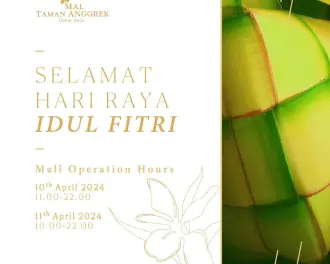 MAL
TAMAN ANGGREK
SELAMAT
HARI RAYA
IDUL FITRI
Mall Operation Hours
10th April 2024
11.00-22.00
11th April 2024
10.00-22.00